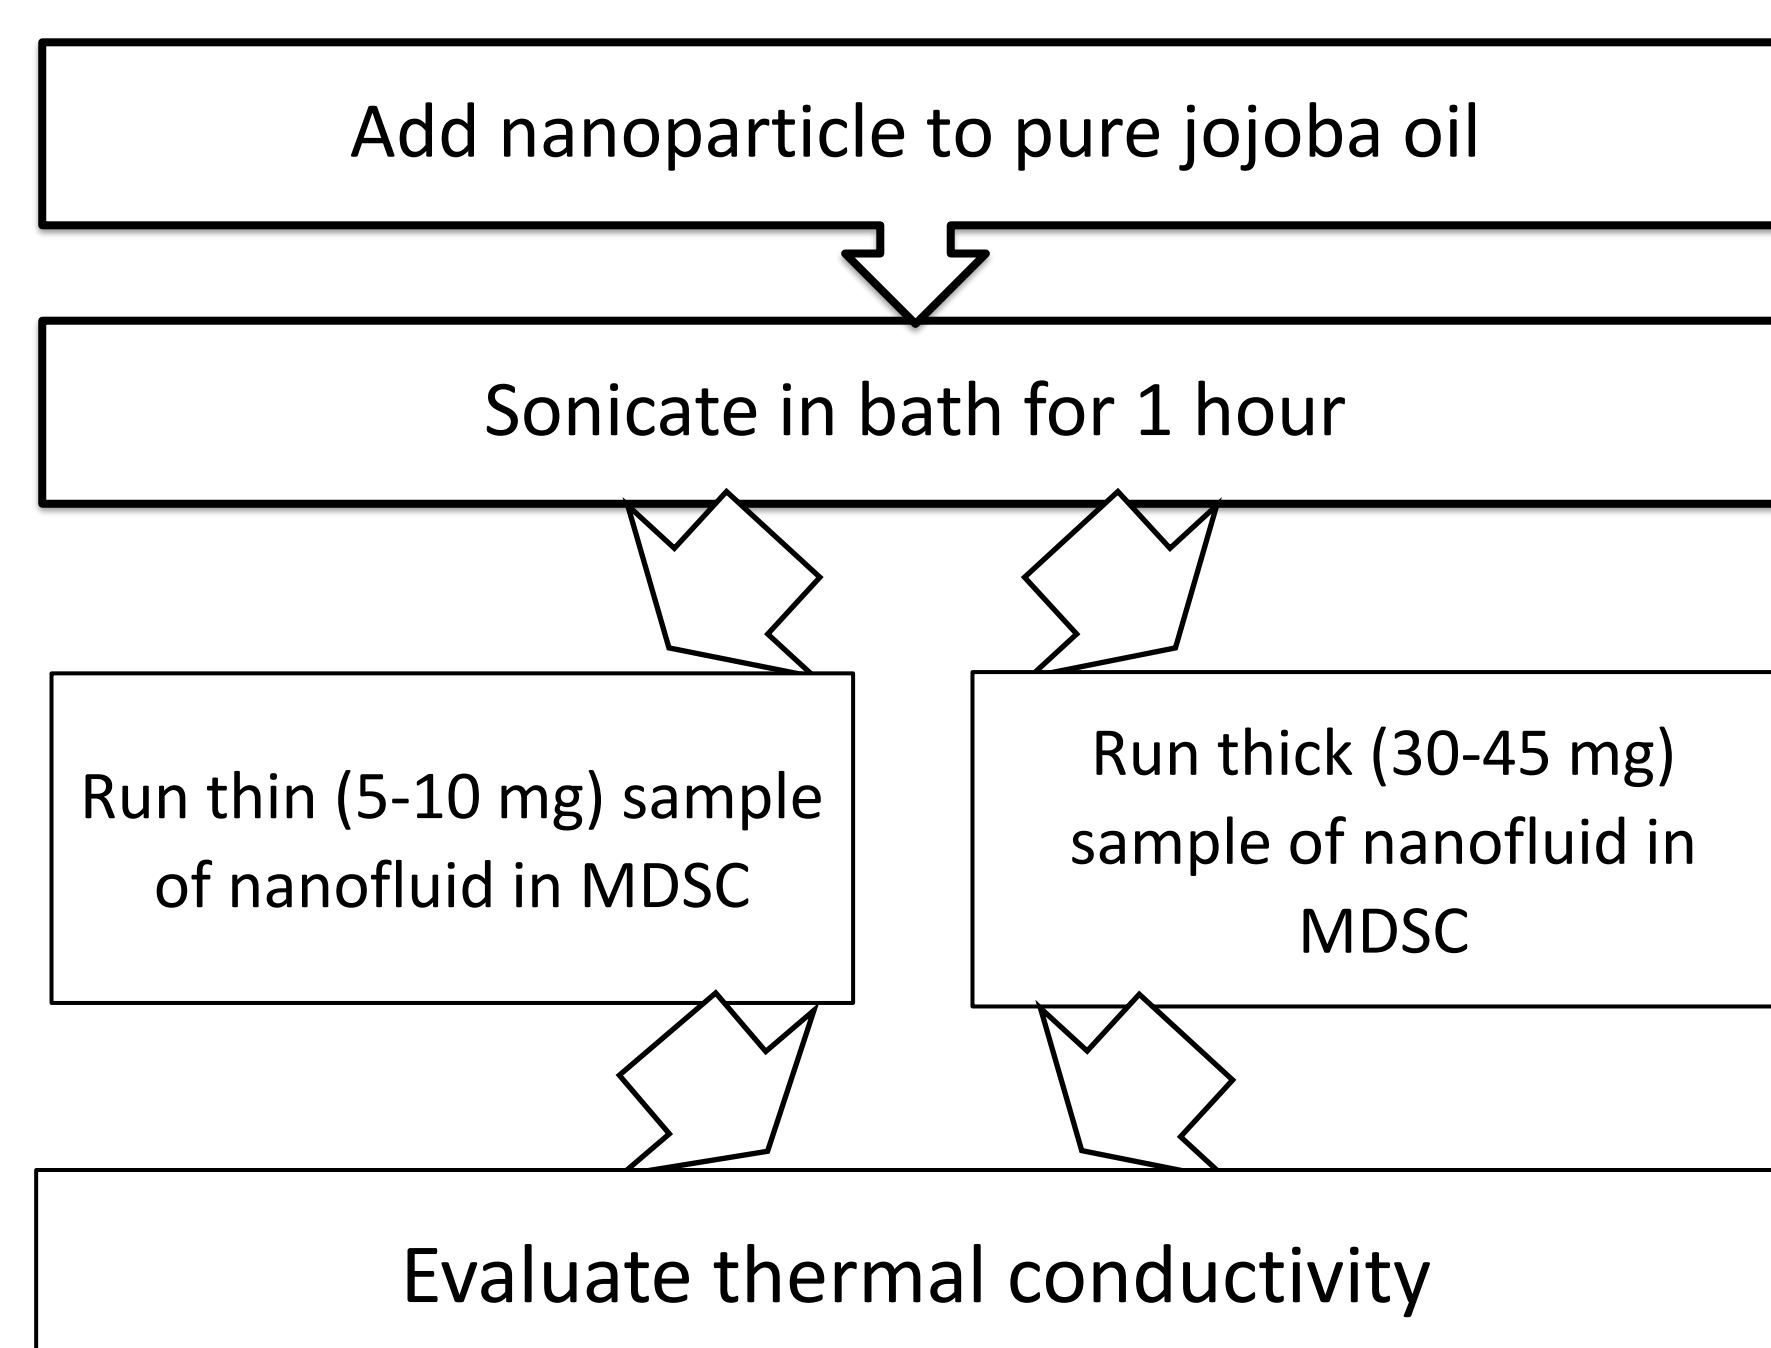 Add nanoparticle to pure jojoba oil
Sonicate in bath for 1 hour
Run thin (5-10 mg) sample
of nanofluid in MDSC
Run thick (30-45 mg)
sample of nanofluid in
MDSC
Evaluate thermal conductivity